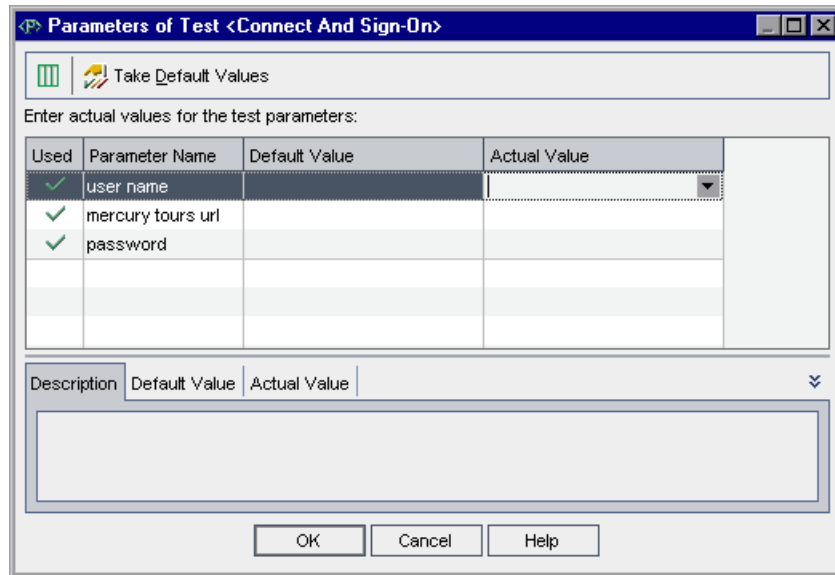 <P> Parameters of Test <Connect And Sign-On>
Take Default Values
Enter actual values for the test parameters:
Used Parameter Name Default Value Actual Value
user name
mercury tours url
password
Description Default Value Actual Value
OK Cancel Help